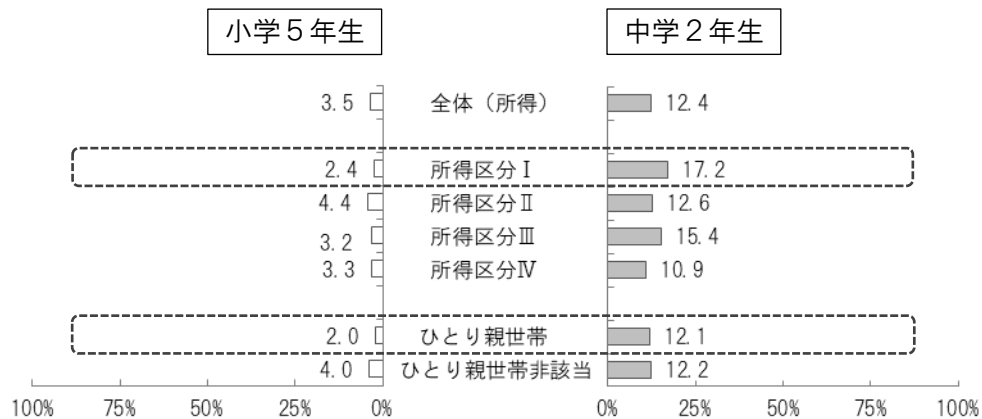 小学５年生 中学２年生
3.5 全体（所得） 12.4
2.4 所得区分Ⅰ 17.2
4.4 所得区分Ⅱ 12.6
3.2 所得区分Ⅲ 15.4
3.3 所得区分Ⅳ 10.9
2.0 ひとり親世帯 12.1
4.0 ひとり親世帯非該当 12.2
100% 75% 50% 25% 0% 0% 25% 50% 75% 100%